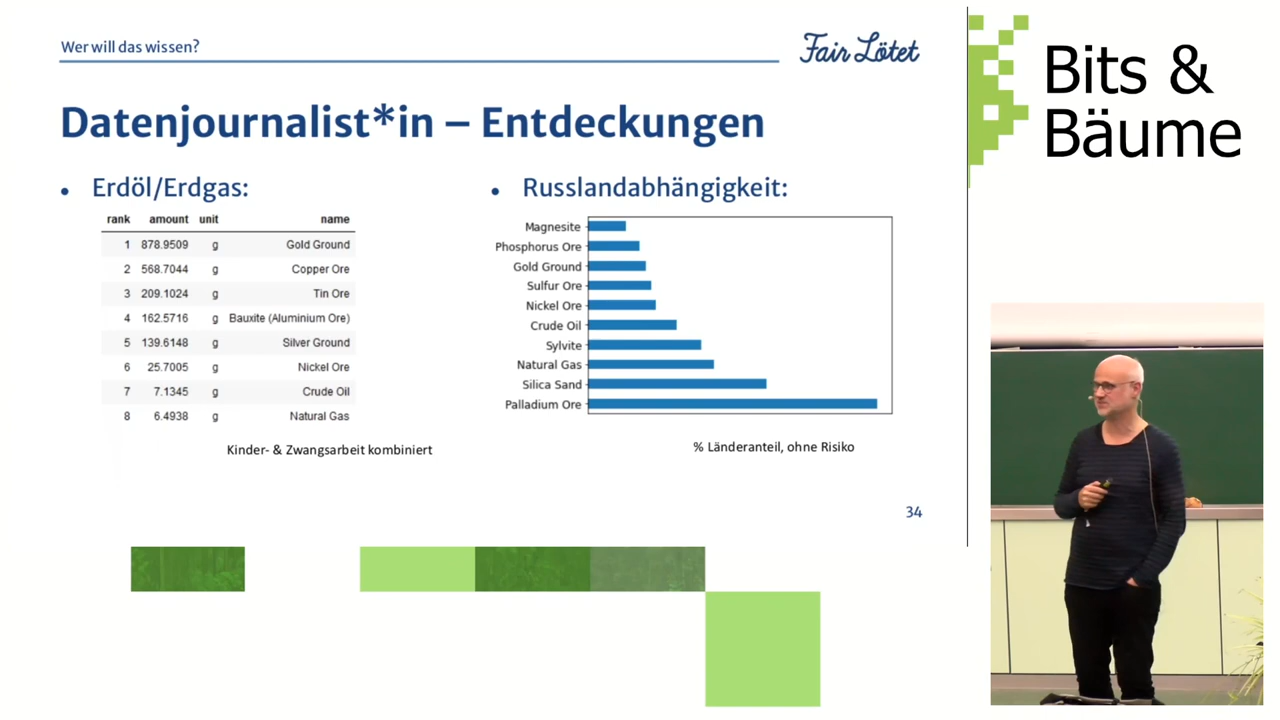 Wer will das wissen?
Fair Lötet
Bits &
Bäume
Datenjournalist*in – Entdeckungen
• Erdöl/Erdgas:
rank amount unit name
1 878.9509 g Gold Ground
2 568.7044 g Copper Ore
3 209.1024 g Tin Ore
4 162.5716 g Bauxite (Aluminium Ore)
5 139.6148 g Silver Ground
6 25.7005 g Nickel Ore
7 7.1345 g Crude Oil
8 6.4938 g Natural Gas
Kinder- & Zwangsarbeit kombiniert
• Russlandabhängigkeit:
Magnesite
Phosphorus Ore
Gold Ground
Sulfur Ore
Nickel Ore
Crude Oil
Sylvite
Natural Gas
Silica Sand
Palladium Ore
% Länderanteil, ohne Risiko
34